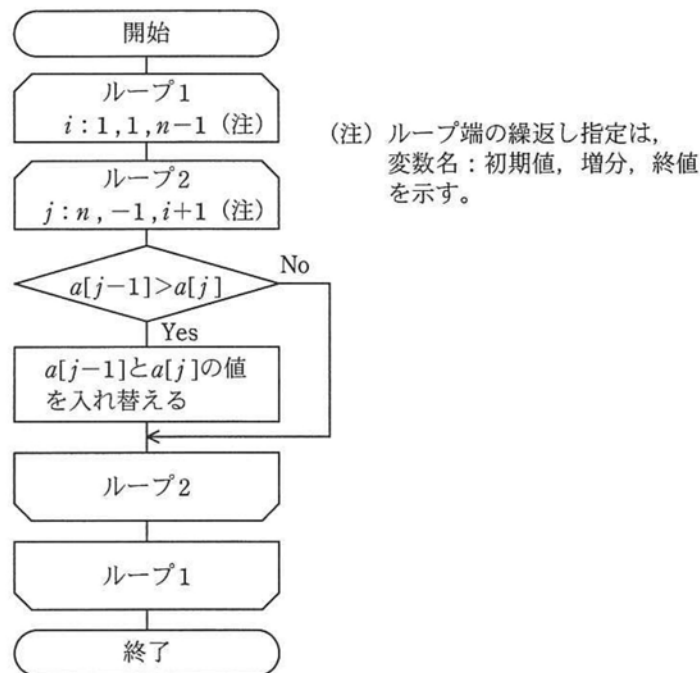 開始
ループ1
i：1,1,n−1（注）
（注）ループ端の繰返し指定は，
変数名：初期値，増分，終値
を示す。
ループ2
j：n,−1,i+1（注）
a[j−1]>a[j]
No
Yes
a[j−1]とa[j]の値
を入れ替える
ループ2
ループ1
終了